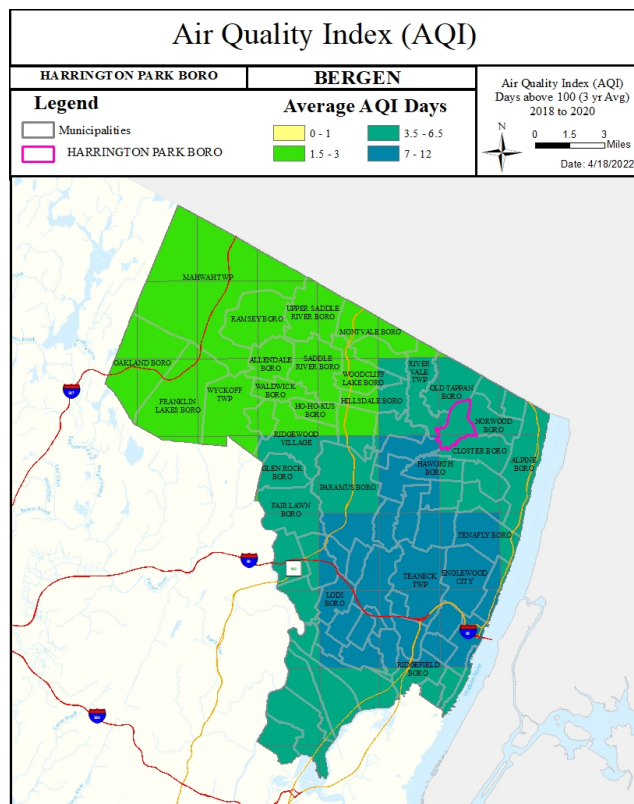 Air Quality Index (AQI)
HARRINGTON PARK BORO
BERGEN
Legend
Municipalities
HARRINGTON PARK BORO
Average AQI Days
0 - 1
1.5 - 3
3.5 - 6.5
7 - 12
Air Quality Index (AQI)
Days above 100 (3 yr Avg)
2018 to 2020
N
0 1.5 3
Miles
Date: 4/18/2022
MAHWAH TWP
RAMSEY BORO
UPPER SADDLE
RIVER BORO
MONTVALE BORO
OAKLAND BORO
ALLENDALE
BORO
SADDLE
RIVER BORO
WOODCLIFF
LAKE BORO
RIVER
VALE
TWP
OLD TAPPAN
BORO
FRANKLIN
LAKES BORO
WYCKOFF
TWP
WALDWICK
BORO
HO-HO-KUS
BORO
HILLSDALE BORO
NORWOOD
BORO
RIDGEWOOD
VILLAGE
CLOSTER BORO
ALPINE
BORO
GLEN ROCK
BORO
PARAMUS BORO
HAWORTH
BORO
FAIR LAWN
BORO
TENAFLY BORO
LODI
BORO
TEANECK
TWP
ENGLEWOOD
CITY
RIDGEFIELD
BORO